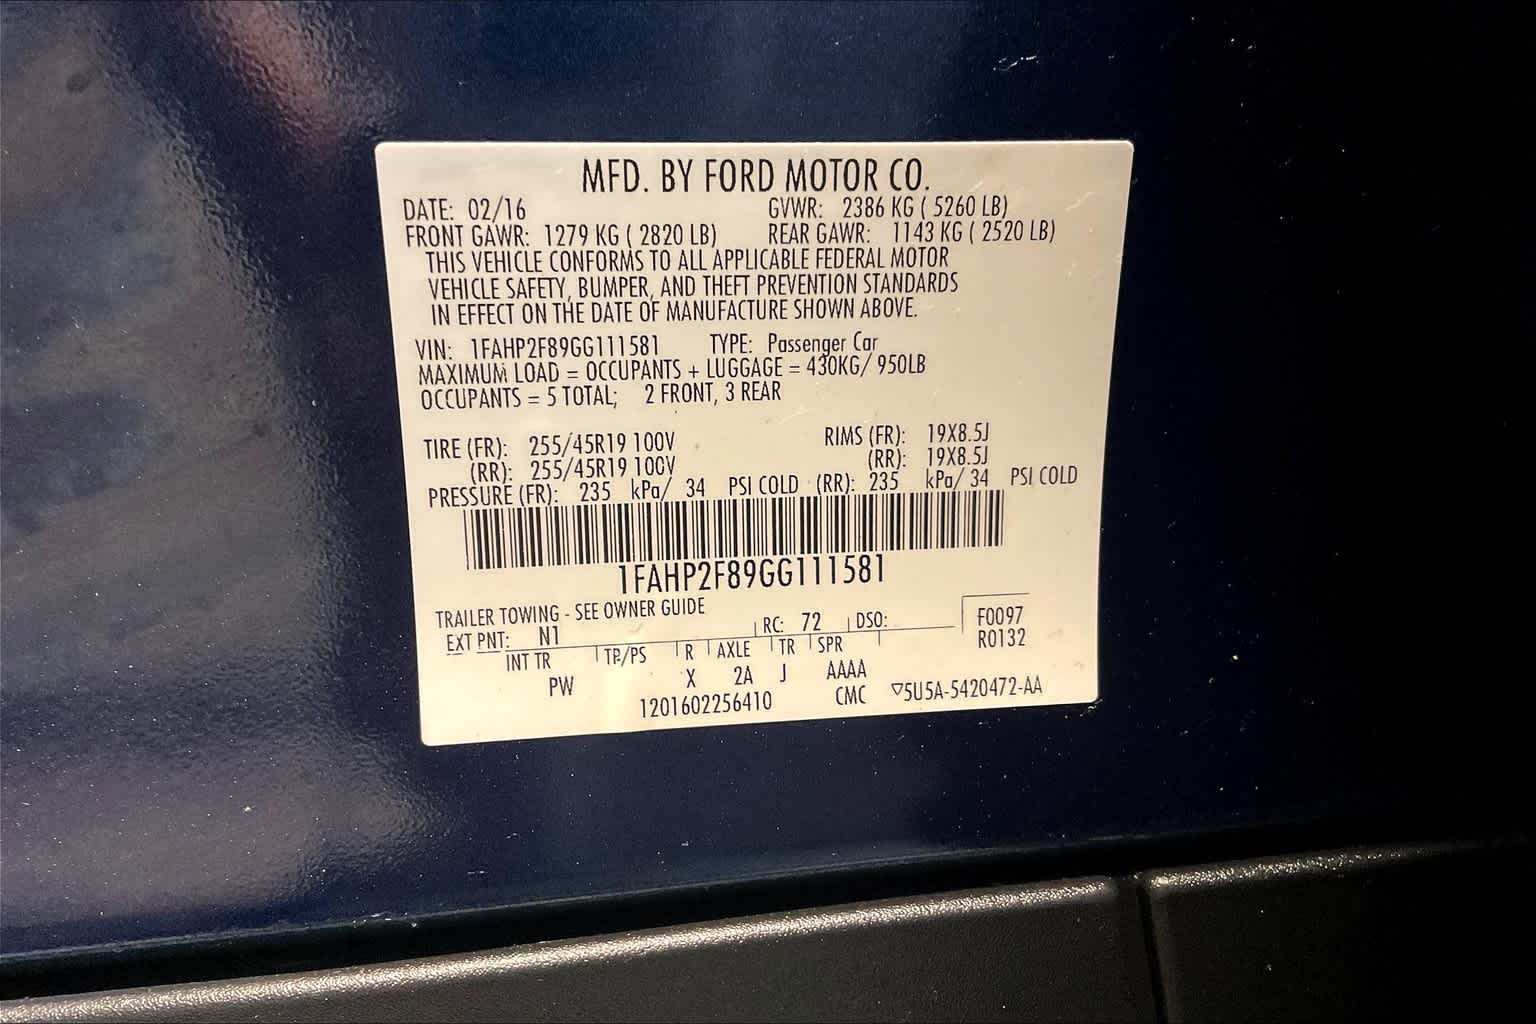 MFD. BY FORD MOTOR CO.
DATE: 02/16 GVWR: 2386 KG ( 5260 LB)
FRONT GAWR: 1279 KG ( 2820 LB) REAR GAWR: 1143 KG ( 2520 LB)
THIS VEHICLE CONFORMS TO ALL APPLICABLE FEDERAL MOTOR
VEHICLE SAFETY, BUMPER, AND THEFT PREVENTION STANDARDS
IN EFFECT ON THE DATE OF MANUFACTURE SHOWN ABOVE.
VIN: 1FAHP2F89GG111581 TYPE: Passenger Car
MAXIMUM LOAD = OCCUPANTS + LUGGAGE = 430KG/ 950LB
OCCUPANTS = 5 TOTAL; 2 FRONT, 3 REAR
TIRE (FR): 255/45R19 100V RIMS (FR): 19X8.5J
(RR): 255/45R19 100V (RR): 19X8.5J
PRESSURE (FR): 235 kPa/ 34 PSI COLD (RR): 235 kPa/ 34 PSI COLD
1FAHP2F89GG111581
TRAILER TOWING - SEE OWNER GUIDE
EXT PNT: N1 RC: 72 DSO: F0097
R0132
INT TR TP/PS R AXLE TR SPR
PW X 2A J AAAA
1201602256410 CMC ▽5U5A-5420472-AA